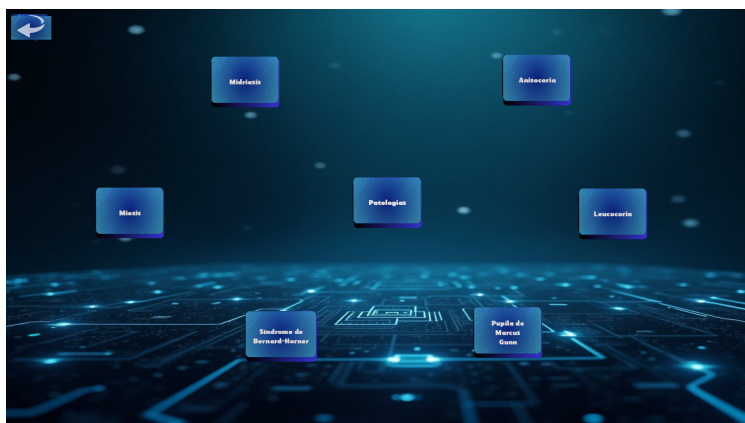 Midriasis
Anisocoria
Miosis
Patologías
Leucocoria
Síndrome de
Bernard-Horner
Pupila de
Marcus
Gunn